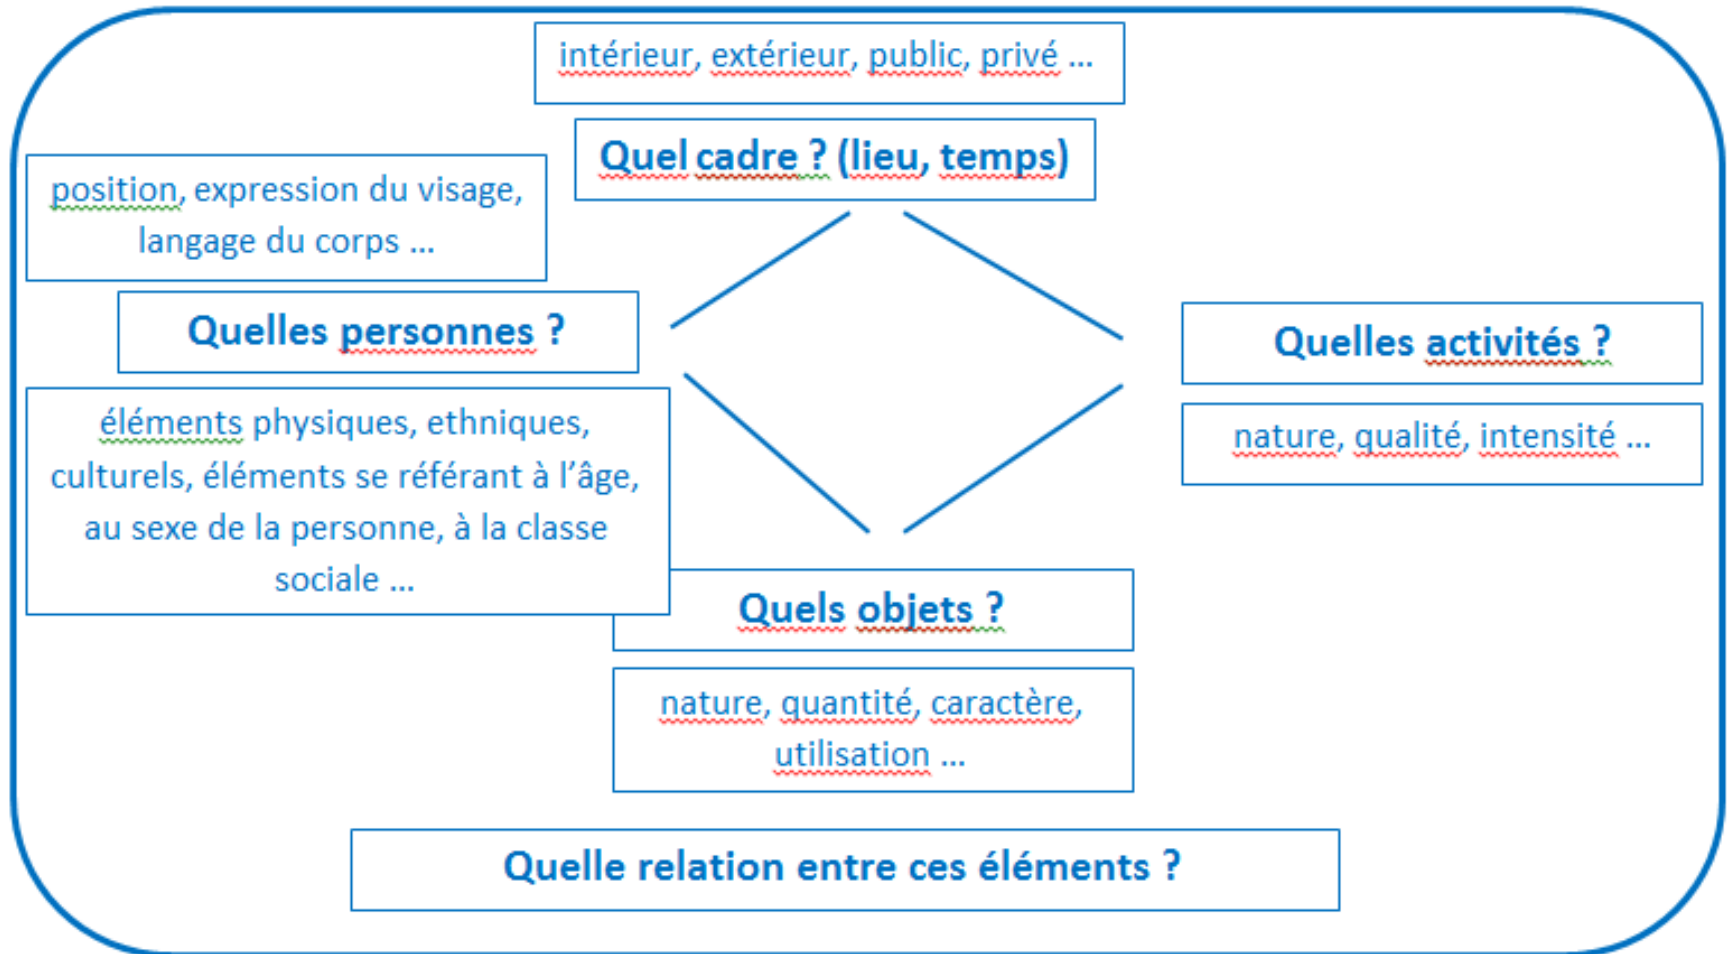 intérieur, extérieur, public, privé ...
Quel cadre ? (lieu, temps)
position, expression du visage,
langage du corps ...
Quelles personnes ?
éléments physiques, ethniques,
culturels, éléments se référant à l’âge,
au sexe de la personne, à la classe
sociale ...
Quelles activités ?
nature, qualité, intensité ...
Quels objets ?
nature, quantité, caractère,
utilisation ...
Quelle relation entre ces éléments ?